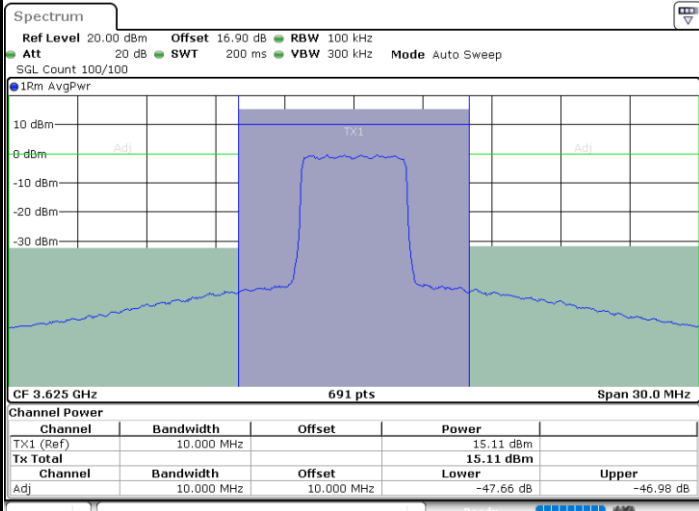 Spectrum
Ref Level 20.00 dBm Offset 16.90 dB RBW 100 kHz
Att 20 dB SWT 200 ms VBW 300 kHz Mode Auto Sweep
SGL Count 100/100
1Rm AvgPwr
10 dBm
TX1
Adj Adj
0 dBm
-10 dBm
-20 dBm
-30 dBm
CF 3.625 GHz 691 pts Span 30.0 MHz
Channel Power
Channel Bandwidth Offset Power
TX1 (Ref) 10.000 MHz 15.11 dBm
Tx Total 15.11 dBm
Channel Bandwidth Offset Lower Upper
Adj 10.000 MHz 10.000 MHz -47.66 dB -46.98 dB